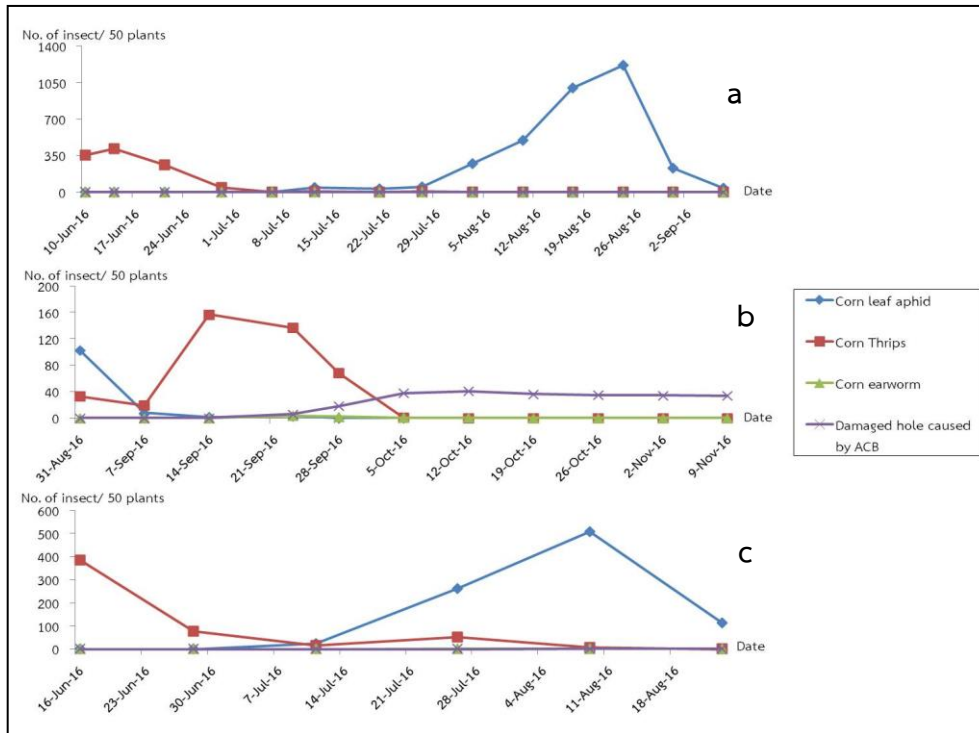 No. of insect/ 50 plants
1400
1050
700
350
0
a
Date
10-Jun-16
17-Jun-16
24-Jun-16
1-Jul-16
8-Jul-16
15-Jul-16
22-Jul-16
29-Jul-16
5-Aug-16
12-Aug-16
19-Aug-16
26-Aug-16
2-Sep-16
No. of insect/ 50 plants
200
160
120
80
40
0
b
Date
31-Aug-16
7-Sep-16
14-Sep-16
21-Sep-16
28-Sep-16
5-Oct-16
12-Oct-16
19-Oct-16
26-Oct-16
2-Nov-16
9-Nov-16
Corn leaf aphid
Corn Thrips
Corn earworm
Damaged hole caused
by ACB
No. of insect/ 50 plants
600
500
400
300
200
100
0
c
Date
16-Jun-16
23-Jun-16
30-Jun-16
7-Jul-16
14-Jul-16
21-Jul-16
28-Jul-16
4-Aug-16
11-Aug-16
18-Aug-16